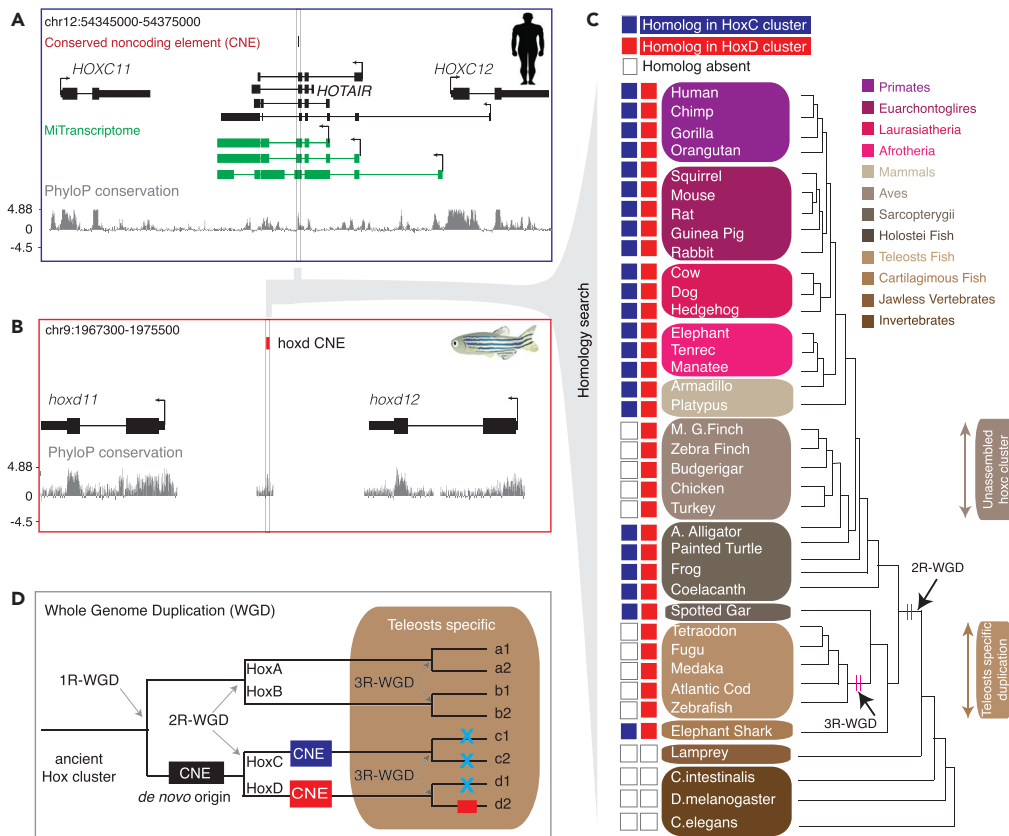 A
chr12:54345000-54375000
Conserved noncoding element (CNE)
HOXC11
HOTAIR
HOXC12
MiTranscriptome
PhyloP conservation
4.88
0
-4.5
B
chr9:1967300-1975500
hoxd CNE
hoxd11
hoxd12
PhyloP conservation
4.88
0
-4.5
Homology search
C
Homolog in HoxC cluster
Homolog in HoxD cluster
Homolog absent
Human
Chimp
Gorilla
Orangutan
Squirrel
Mouse
Rat
Guinea Pig
Rabbit
Cow
Dog
Hedgehog
Elephant
Tenrec
Manatee
Armadillo
Platypus
M. G.Finch
Zebra Finch
Budgerigar
Chicken
Turkey
A. Alligator
Painted Turtle
Frog
Coelacanth
Spotted Gar
Tetraodon
Fugu
Medaka
Atlantic Cod
Zebrafish
Elephant Shark
Lamprey
C.intestinalis
D.melanogaster
C.elegans
2R-WGD
3R-WGD
Primates
Euarchontoglires
Laurasiatheria
Afrotheria
Mammals
Aves
Sarcopterygii
Holostei Fish
Teleosts Fish
Cartilagimous Fish
Jawless Vertebrates
Invertebrates
Unassembled
hoxc cluster
Teleosts specific
duplication
D
Whole Genome Duplication (WGD)
Teleosts specific
1R-WGD
2R-WGD
3R-WGD
3R-WGD
HoxA
HoxB
HoxC
HoxD
CNE
CNE
CNE
ancient
Hox cluster
de novo origin
a1
a2
b1
b2
c1
c2
d1
d2